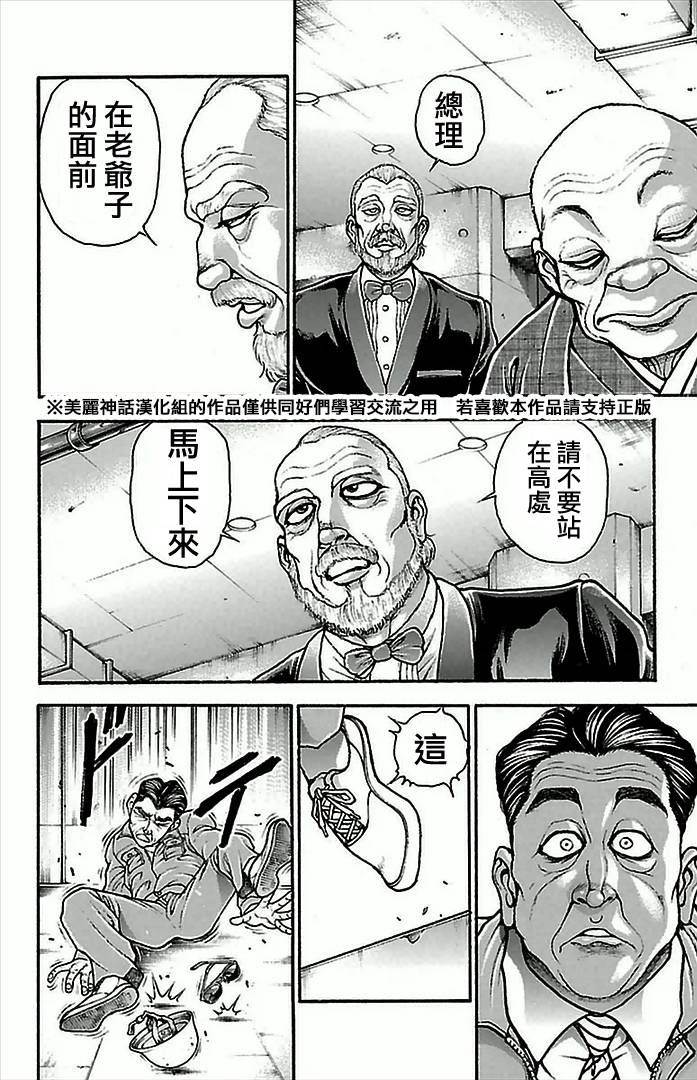 總理
在老爺子
的面前
※美麗神話漢化組的作品僅供同好們學習交流之用 若喜歡本作品請支持正版
請不要站
在高處
馬上下來
這
ドドッ